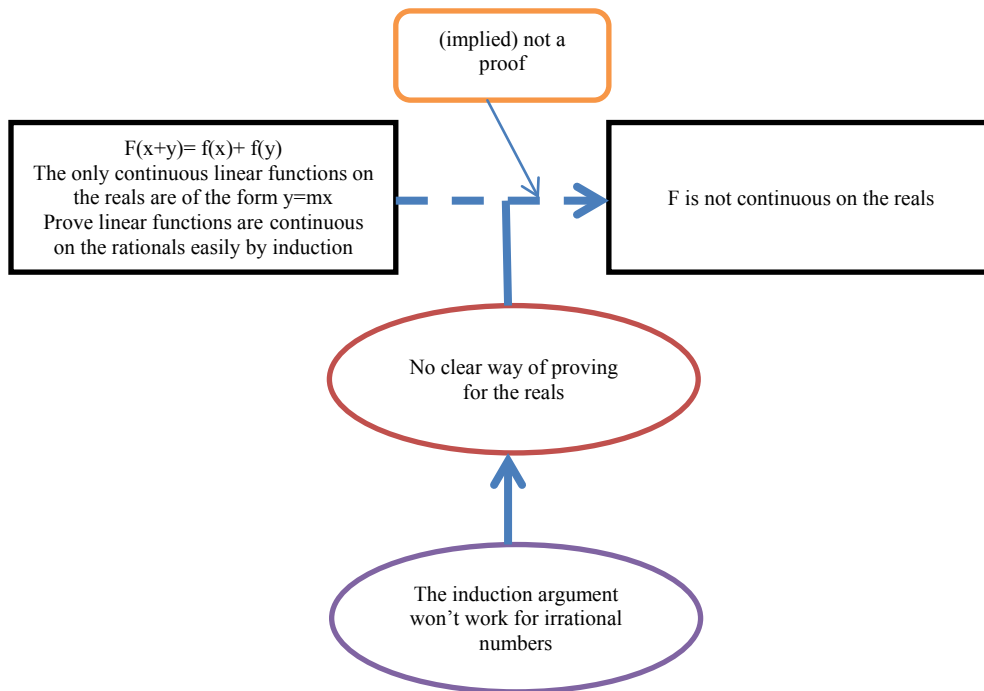 (implied) not a
proof
F(x+y)= f(x)+ f(y)
The only continuous linear functions on
the reals are of the form y=mx
Prove linear functions are continuous
on the rationals easily by induction
F is not continuous on the reals
No clear way of proving
for the reals
The induction argument
won’t work for irrational
numbers